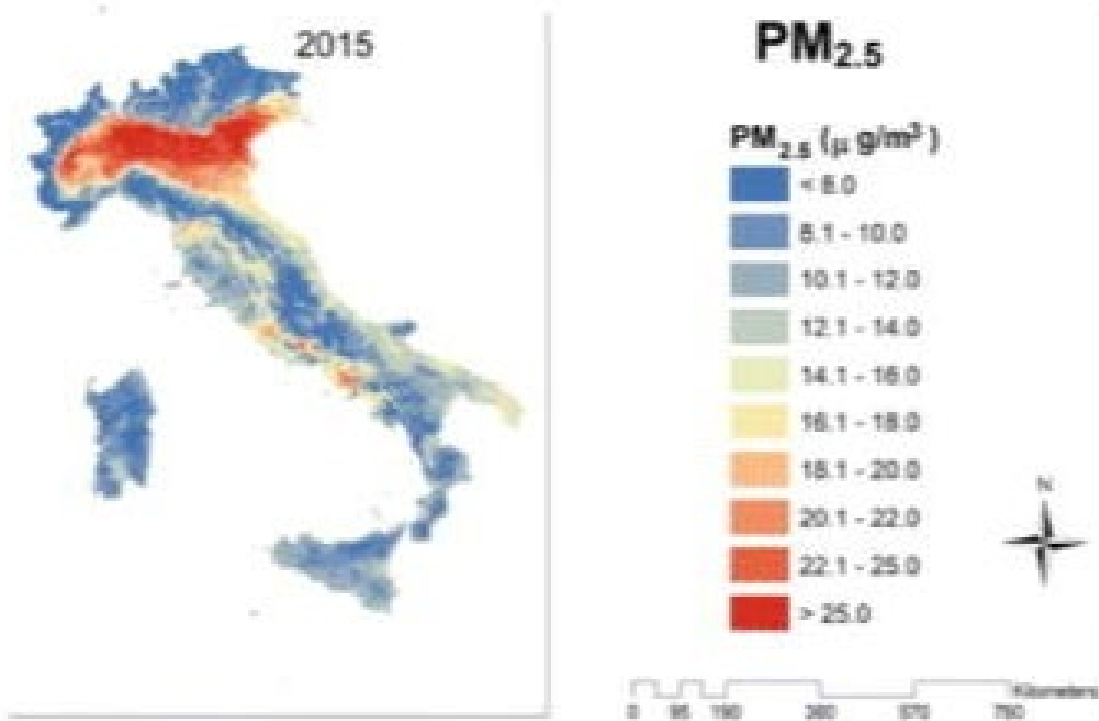 2015
PM2.5
PM2.5 (µ g/m³)
< 8.0
8.1 - 10.0
10.1 - 12.0
12.1 - 14.0
14.1 - 16.0
16.1 - 18.0
18.1 - 20.0
20.1 - 22.0
22.1 - 25.0
> 25.0
N
Kilometers
0 95 190 380 570 760